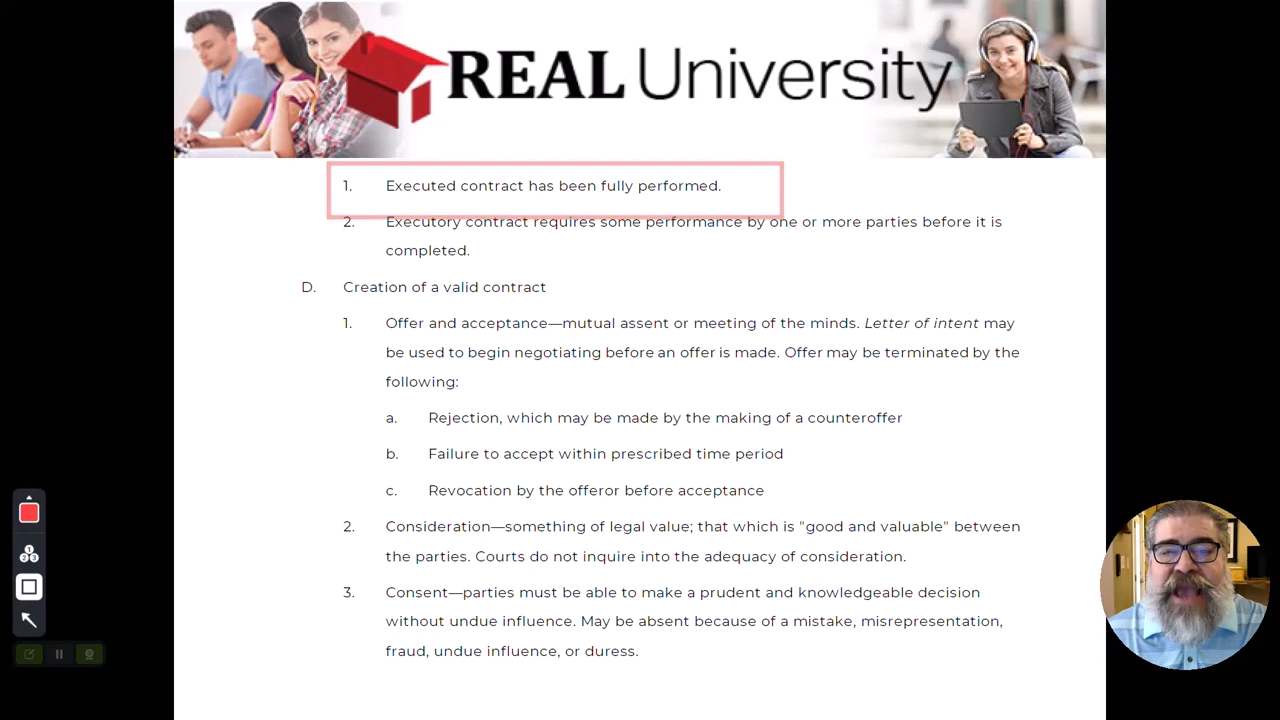 REAL University
1. Executed contract has been fully performed.
2. Executory contract requires some performance by one or more parties before it is
completed.
D. Creation of a valid contract
1. Offer and acceptance—mutual assent or meeting of the minds. Letter of intent may
be used to begin negotiating before an offer is made. Offer may be terminated by the
following:
a. Rejection, which may be made by the making of a counteroffer
b. Failure to accept within prescribed time period
c. Revocation by the offeror before acceptance
2. Consideration—something of legal value; that which is "good and valuable" between
the parties. Courts do not inquire into the adequacy of consideration.
3. Consent—parties must be able to make a prudent and knowledgeable decision
without undue influence. May be absent because of a mistake, misrepresentation,
fraud, undue influence, or duress.